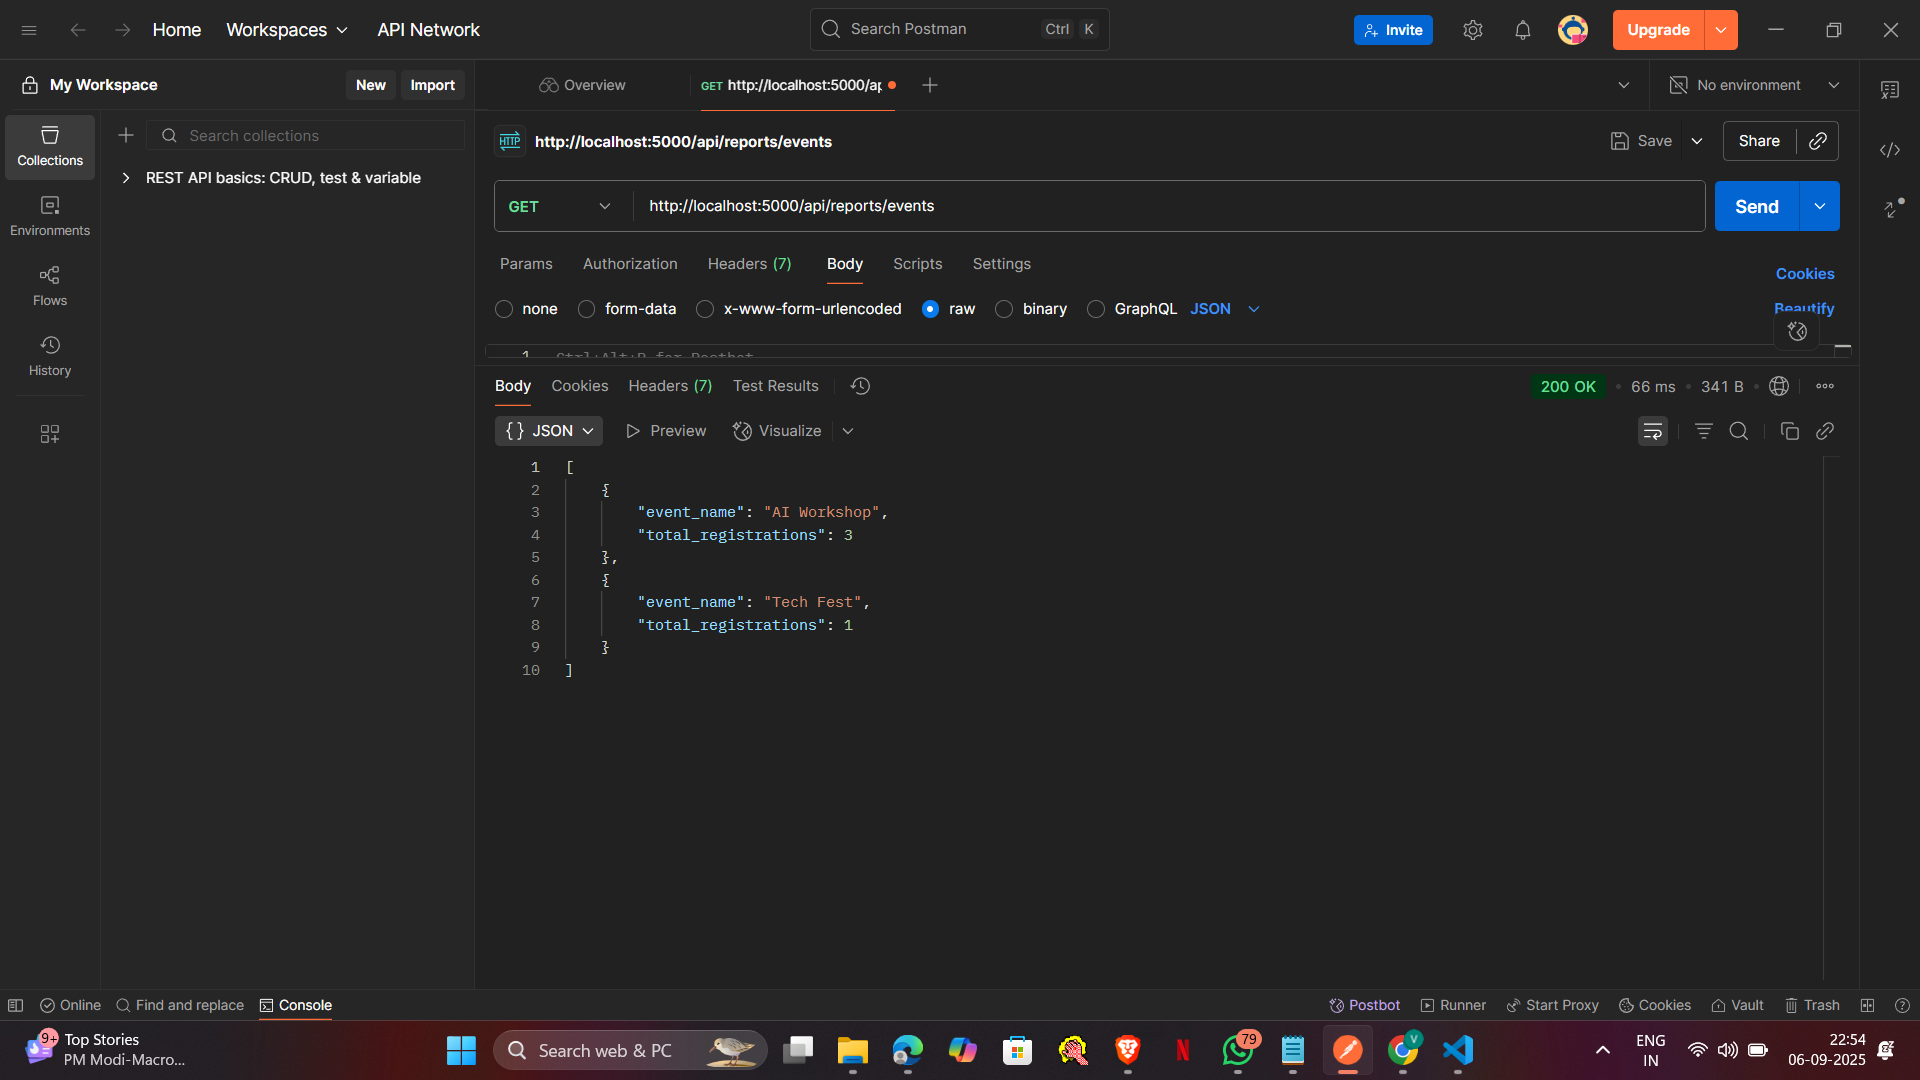 Home Workspaces API Network Search Postman Ctrl K Invite Upgrade
My Workspace New Import Overview GET http://localhost:5000/ap No environment
Collections
Search collections
REST API basics: CRUD, test & variable
Environments
Flows
History
HTTP http://localhost:5000/api/reports/events Save Share
GET http://localhost:5000/api/reports/events Send
Params Authorization Headers (7) Body Scripts Settings Cookies
none form-data x-www-form-urlencoded raw binary GraphQL JSON Beautify
1 Ctrl+Alt+P for Postbot
Body Cookies Headers (7) Test Results 200 OK 66 ms 341 B
{} JSON Preview Visualize
1 [
2 {
3 "event_name": "AI Workshop",
4 "total_registrations": 3
5 },
6 {
7 "event_name": "Tech Fest",
8 "total_registrations": 1
9 }
10 ]
Online Find and replace Console Postbot Runner Start Proxy Cookies Vault Trash
9+ Top Stories
PM Modi-Macro...
Search web & PC
79
V
ENG
IN
22:54
06-09-2025